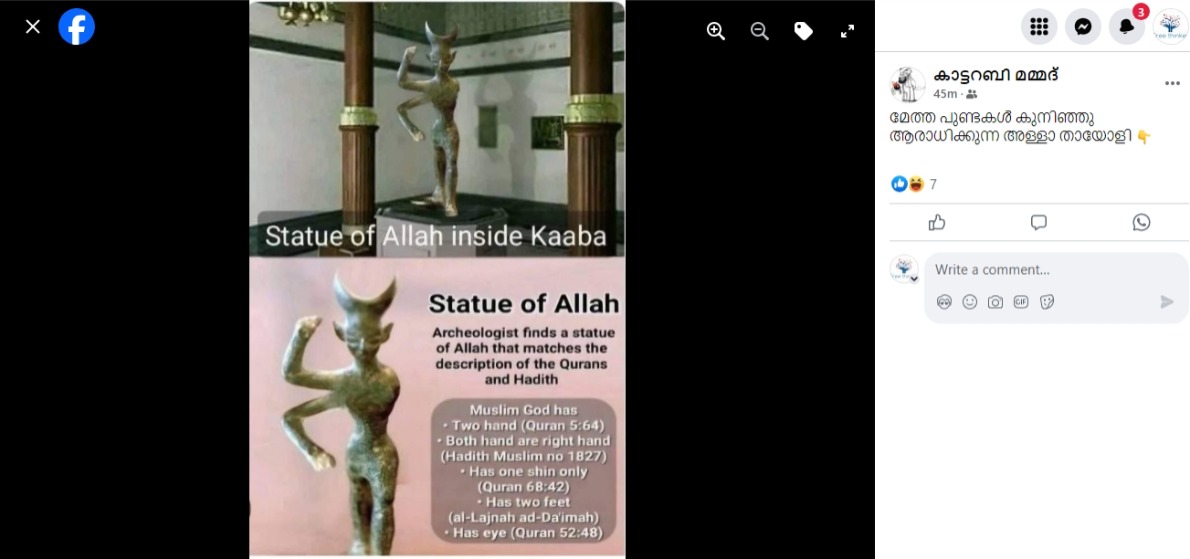 Statue of Allah inside Kaaba
Statue of Allah
Archeologist finds a statue
of Allah that matches the
description of the Qurans
and Hadith
Muslim God has
• Two hand (Quran 5:64)
• Both hand are right hand
(Hadith Muslim no 1827)
• Has one shin only
(Quran 68:42)
• Has two feet
(al-Lajnah ad-Da'imah)
• Has eye (Quran 52:48)
3
കാട്ടറബി മമ്മദ്
45m
മേത്ത പുണ്ടകൾ കുനിഞ്ഞു
ആരാധിക്കുന്ന അള്ളാ തായോളി 👇
7
Write a comment...
GIF